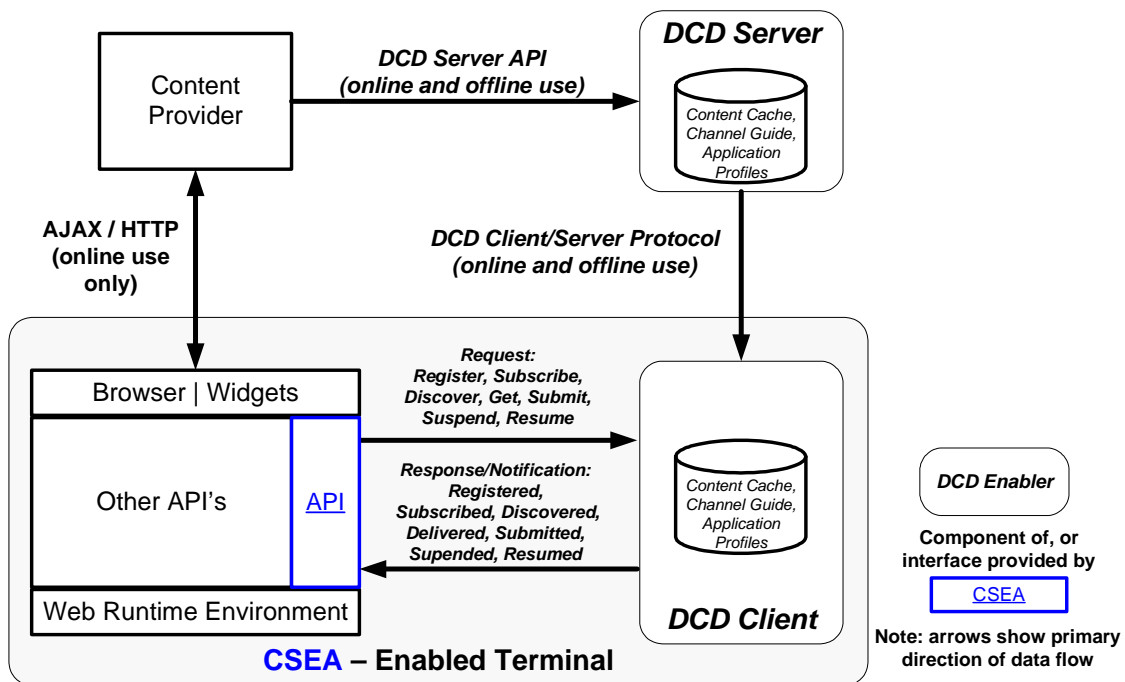 Content
Provider
DCD Server API
(online and offline use)
DCD Server
Content Cache,
Channel Guide,
Application
Profiles
AJAX / HTTP
(online use
only)
DCD Client/Server Protocol
(online and offline use)
Browser | Widgets
Other API's
API
Web Runtime Environment
Request:
Register, Subscribe,
Discover, Get, Submit,
Suspend, Resume
Response/Notification:
Registered,
Subscribed, Discovered,
Delivered, Submitted,
Supended, Resumed
Content Cache,
Channel Guide,
Application
Profiles
DCD Client
CSEA – Enabled Terminal
DCD Enabler
Component of, or
interface provided by
CSEA
Note: arrows show primary
direction of data flow